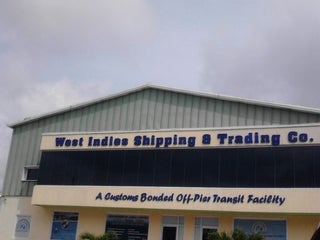 West Indies Shipping & Trading Co.
A Customs Bonded Off-Pier Transit Facility